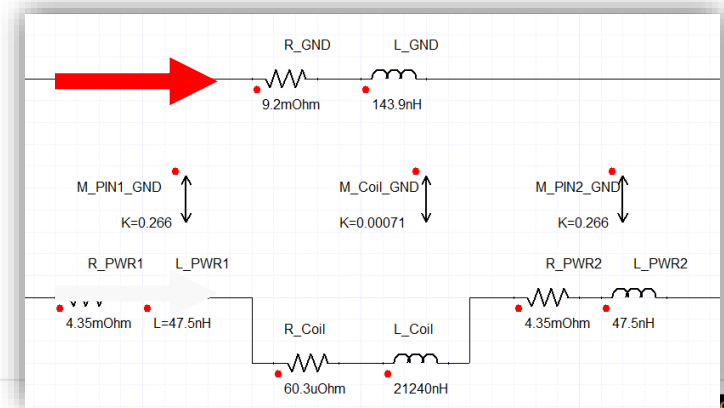 R_GND L_GND
9.2mOhm 143.9nH
M_PIN1_GND M_Coil_GND M_PIN2_GND
K=0.266 K=0.00071 K=0.266
R_PWR1 L_PWR1 R_PWR2 L_PWR2
4.35mOhm L=47.5nH 4.35mOhm 47.5nH
R_Coil L_Coil
60.3uOhm 21240nH